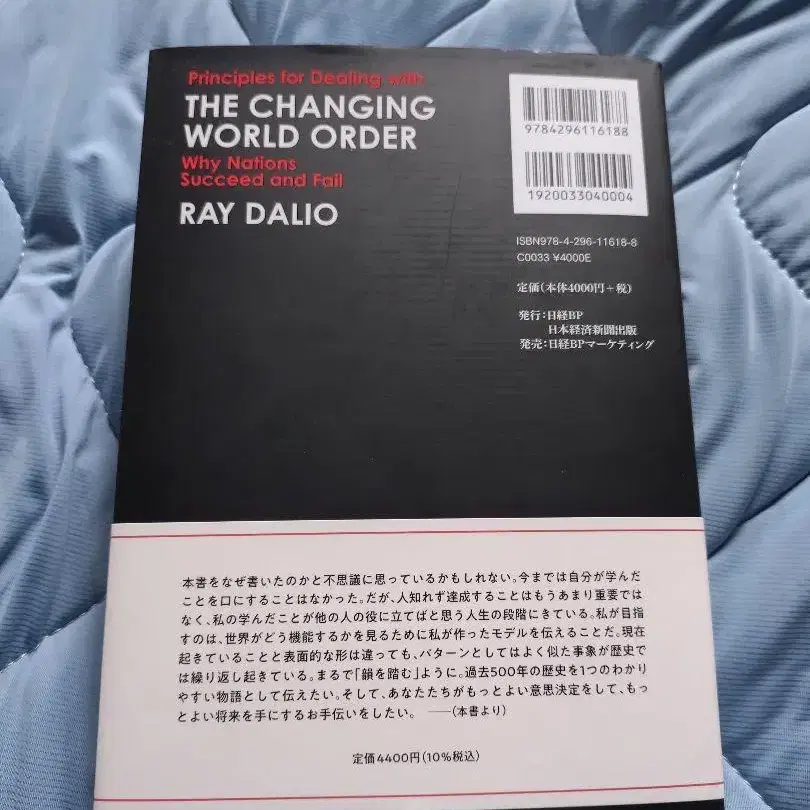 Principles for Dealing with
THE CHANGING
WORLD ORDER
Why Nations
Succeed and Fail
RAY DALIO
9784296116188
1920033040004
ISBN978-4-296-11618-8
C0033 ¥4000E
定価(本体4000円+税)
発行:日経BP
日本経済新聞出版
発売:日経BPマーケティング
本書をなぜ書いたのかと不思議に思っているかもしれない。今までは自分が学んだ
ことを口にすることはなかった。だが、人知れず達成することはもうあまり重要では
なく、私の学んだことが他の人の役に立てばと思う人生の段階にきている。私が目指
すのは、世界がどう機能するかを見るために私が作ったモデルを伝えることだ。現在
起きていることと表面的な形は違っても、パターンとしてはよく似た事象が歴史で
は繰り返し起きている。まるで「韻を踏む」ように。過去500年の歴史を1つのわかり
やすい物語として伝えたい。そして、あなたたちがもっとよい意思決定をして、もっ
とよい将来を手にするお手伝いをしたい。 ――(本書より)
定価4400円(10%税込)